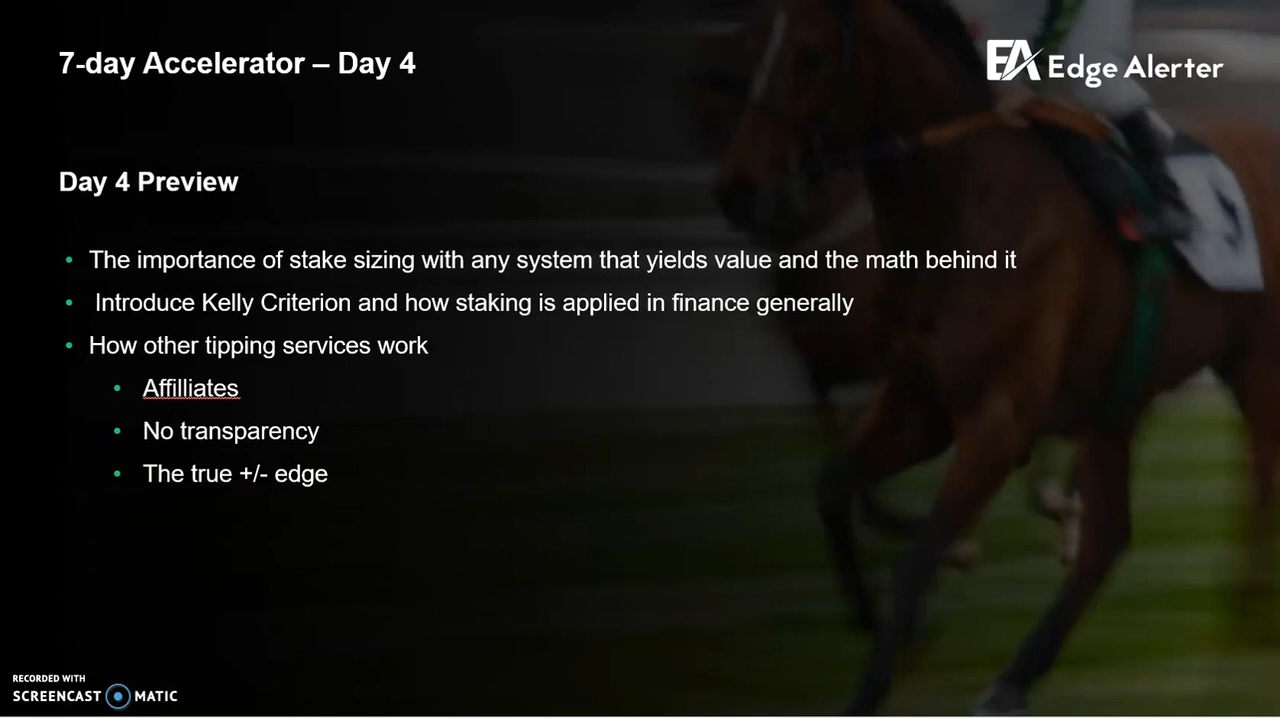 7-day Accelerator – Day 4
EA Edge Alerter
Day 4 Preview
• The importance of stake sizing with any system that yields value and the math behind it
• Introduce Kelly Criterion and how staking is applied in finance generally
• How other tipping services work
• Affilliates
• No transparency
• The true +/- edge
5
RECORDED WITH
SCREENCAST MATIC